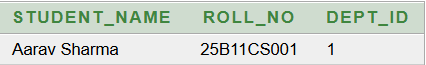 STUDENT_NAME ROLL_NO DEPT_ID
Aarav Sharma 25B11CS001 1